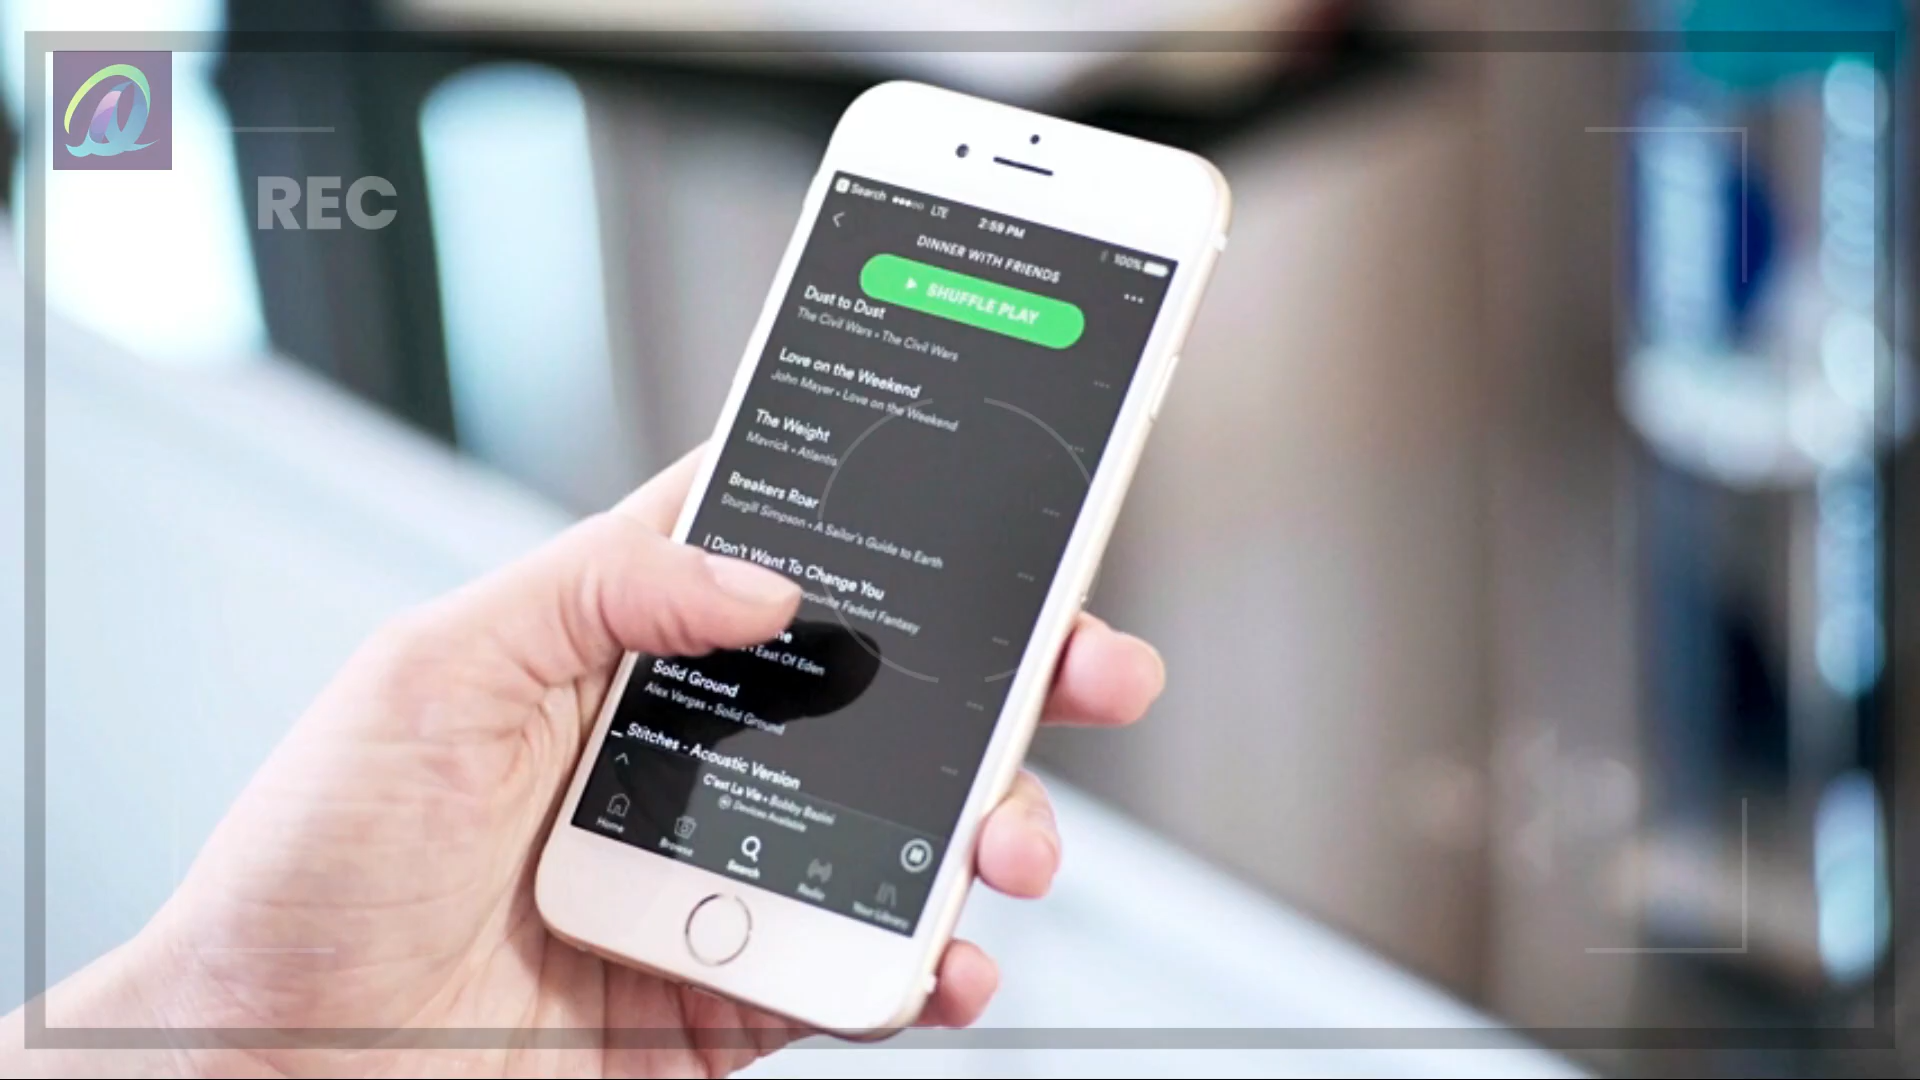 REC
Search LTE 2:59 PM 100%
DINNER WITH FRIENDS
SHUFFLE PLAY
Dust to Dust
The Civil Wars • The Civil Wars
Love on the Weekend
John Mayer • Love on the Weekend
The Weight
Mavrick • Atlantis
Breakers Roar
Sturgill Simpson • A Sailor's Guide to Earth
I Don't Want To Change You
Faded Fantasy
• East Of Eden
Solid Ground
Alex Vargas • Solid Ground
Stitches - Acoustic Version
C'est La Vie • Bobby Bazini
Devices Available
Home Browse Search Radio Your Library